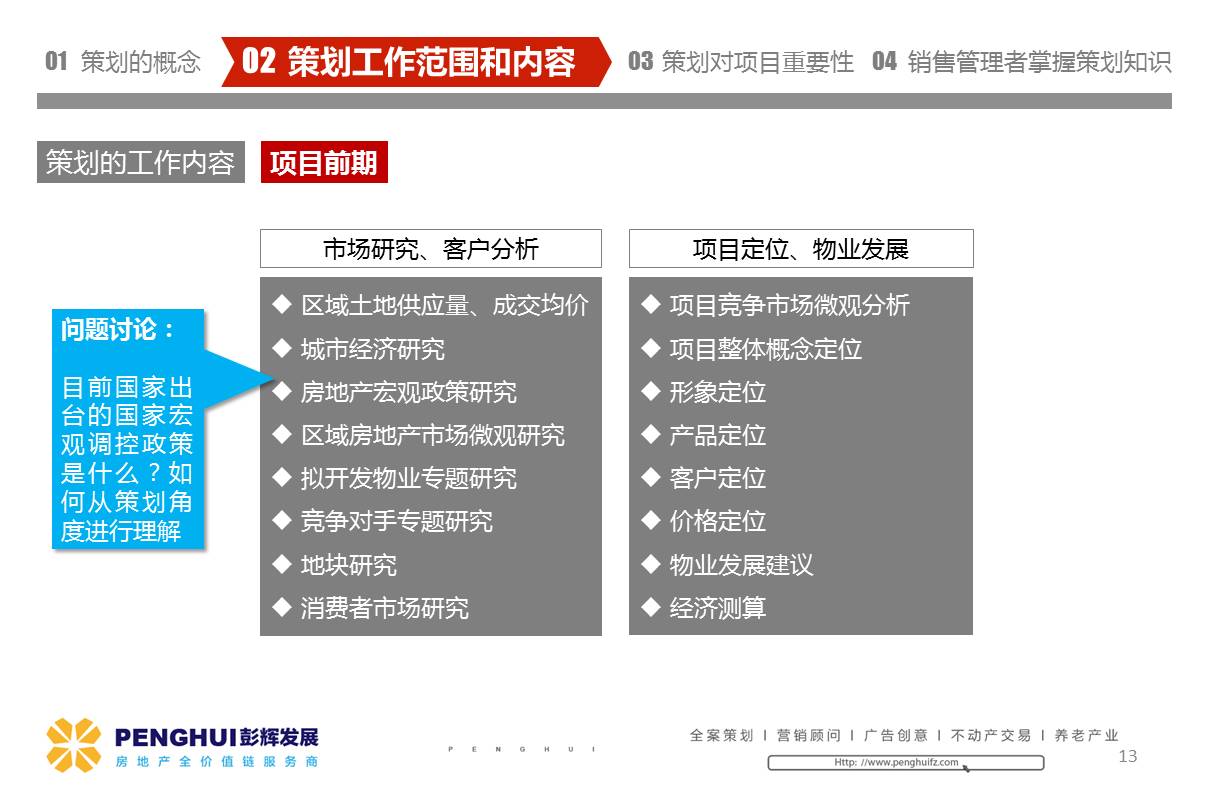 01 策划的概念 02 策划工作范围和内容 03 策划对项目重要性 04 销售管理者掌握策划知识
策划的工作内容 项目前期
市场研究、客户分析
◆ 区域土地供应量、成交均价
◆ 城市经济研究
◆ 房地产宏观政策研究
◆ 区域房地产市场微观研究
◆ 拟开发物业专题研究
◆ 竞争对手专题研究
◆ 地块研究
◆ 消费者市场研究
项目定位、物业发展
◆ 项目竞争市场微观分析
◆ 项目整体概念定位
◆ 形象定位
◆ 产品定位
◆ 客户定位
◆ 价格定位
◆ 物业发展建议
◆ 经济测算
问题讨论：
目前国家出
台的国家宏
观调控政策
是什么？如
何从策划角
度进行理解
PENGHUI彭辉发展
房地产全价值链服务商
PENGHUI
全案策划 I 营销顾问 I 广告创意 I 不动产交易 I 养老产业
Http: //www.penghuifz.com
13